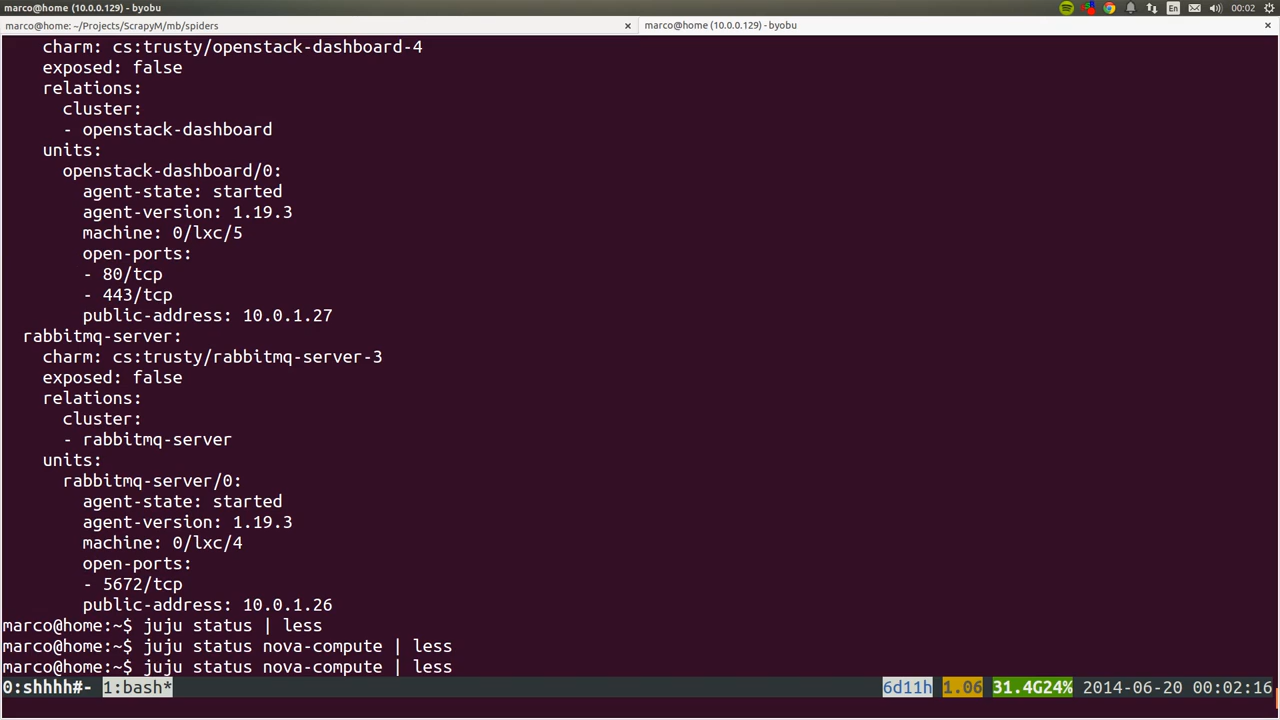 marco@home (10.0.0.129) - byobu
En
00:02
marco@home: ~/Projects/ScrapyM/mb/spiders × marco@home (10.0.0.129) - byobu ×
    charm: cs:trusty/openstack-dashboard-4
    exposed: false
    relations:
      cluster:
      - openstack-dashboard
    units:
      openstack-dashboard/0:
        agent-state: started
        agent-version: 1.19.3
        machine: 0/lxc/5
        open-ports:
        - 80/tcp
        - 443/tcp
        public-address: 10.0.1.27
  rabbitmq-server:
    charm: cs:trusty/rabbitmq-server-3
    exposed: false
    relations:
      cluster:
      - rabbitmq-server
    units:
      rabbitmq-server/0:
        agent-state: started
        agent-version: 1.19.3
        machine: 0/lxc/4
        open-ports:
        - 5672/tcp
        public-address: 10.0.1.26
marco@home:~$ juju status | less
marco@home:~$ juju status nova-compute | less
marco@home:~$ juju status nova-compute | less
0:shhhh#- 1:bash* 6d11h 1.06 31.4G24% 2014-06-20 00:02:16